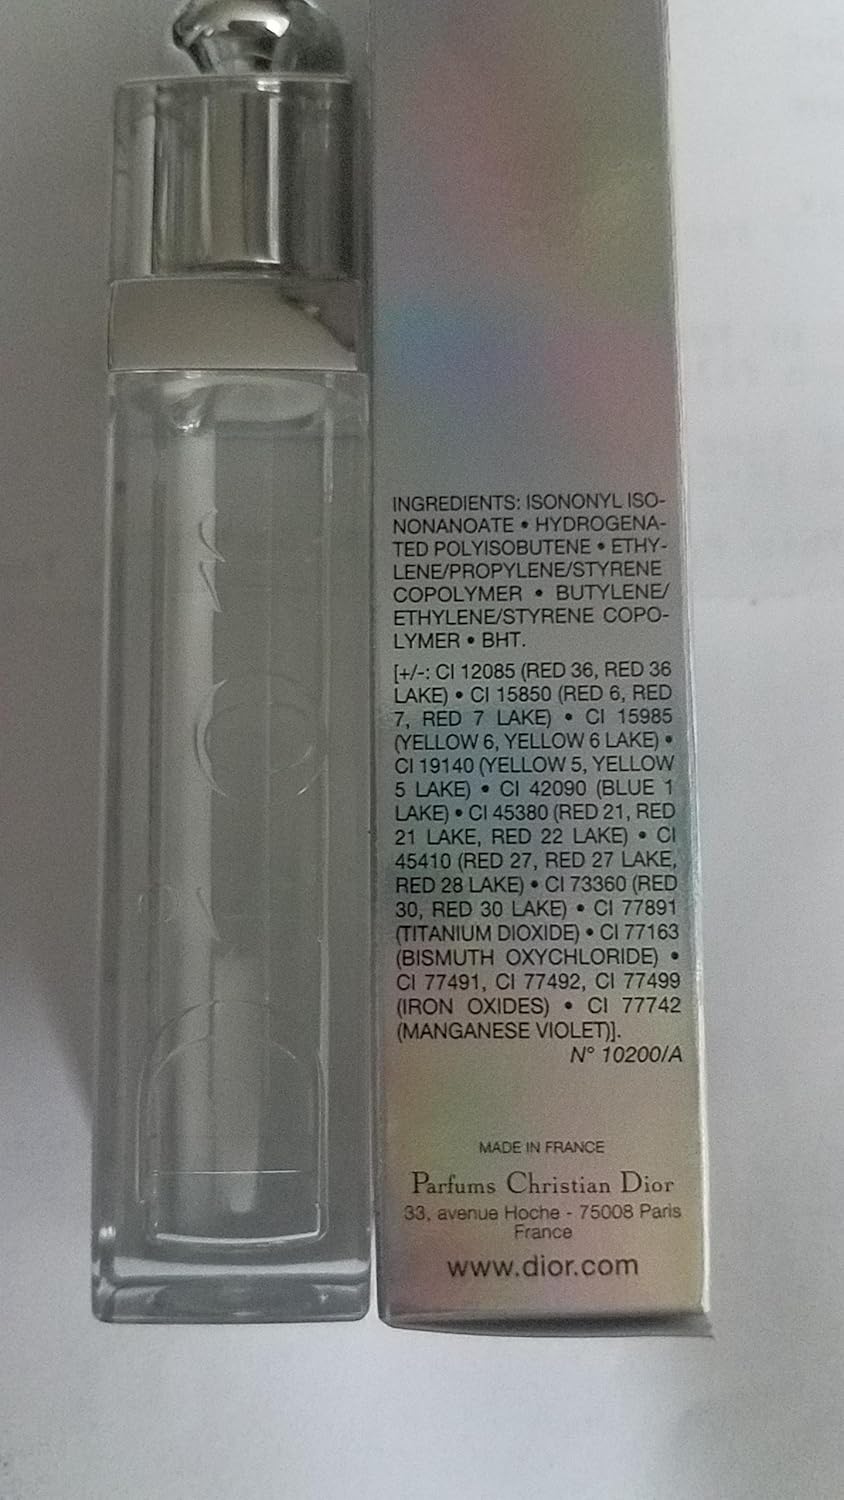 INGREDIENTS: ISONONYL ISO-
NONANOATE • HYDROGENA-
TED POLYISOBUTENE • ETHY-
LENE/PROPYLENE/STYRENE
COPOLYMER • BUTYLENE/
ETHYLENE/STYRENE COPO-
LYMER • BHT.
[+/-: CI 12085 (RED 36, RED 36
LAKE) • CI 15850 (RED 6, RED
7, RED 7 LAKE) • CI 15985
(YELLOW 6, YELLOW 6 LAKE) •
CI 19140 (YELLOW 5, YELLOW
5 LAKE) • CI 42090 (BLUE 1
LAKE) • CI 45380 (RED 21, RED
21 LAKE, RED 22 LAKE) • CI
45410 (RED 27, RED 27 LAKE,
RED 28 LAKE) • CI 73360 (RED
30, RED 30 LAKE) • CI 77891
(TITANIUM DIOXIDE) • CI 77163
(BISMUTH OXYCHLORIDE) •
CI 77491, CI 77492, CI 77499
(IRON OXIDES) • CI 77742
(MANGANESE VIOLET)].
N° 10200/A
MADE IN FRANCE
Parfums Christian Dior
33, avenue Hoche - 75008 Paris
France
www.dior.com